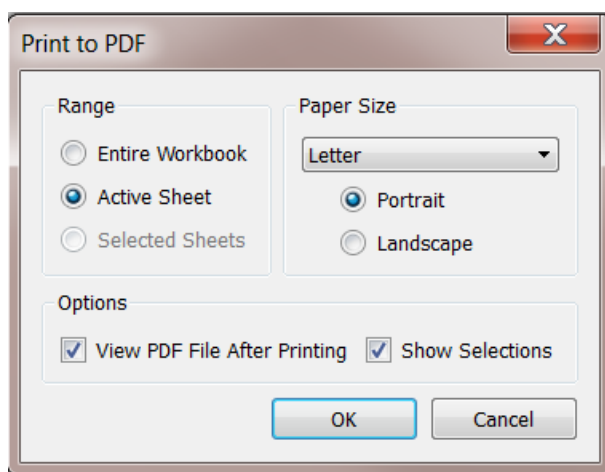 Print to PDF
Range
Entire Workbook
Active Sheet
Selected Sheets
Paper Size
Letter
Portrait
Landscape
Options
View PDF File After Printing
Show Selections
OK
Cancel